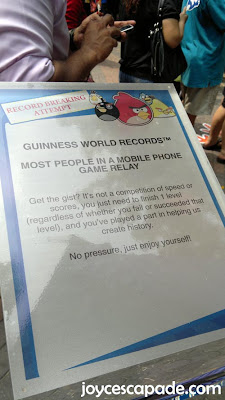 RECORD BREAKING
ATTEMPT
GUINNESS WORLD RECORDS™
MOST PEOPLE IN A MOBILE PHONE
GAME RELAY
Get the gist? It's not a competition of speed or
scores, you just need to finish 1 level
(regardless of whether you fail or succeeded that
level), and you've played a part in helping us
create history.
No pressure, just enjoy yourself!
joycescapade.com